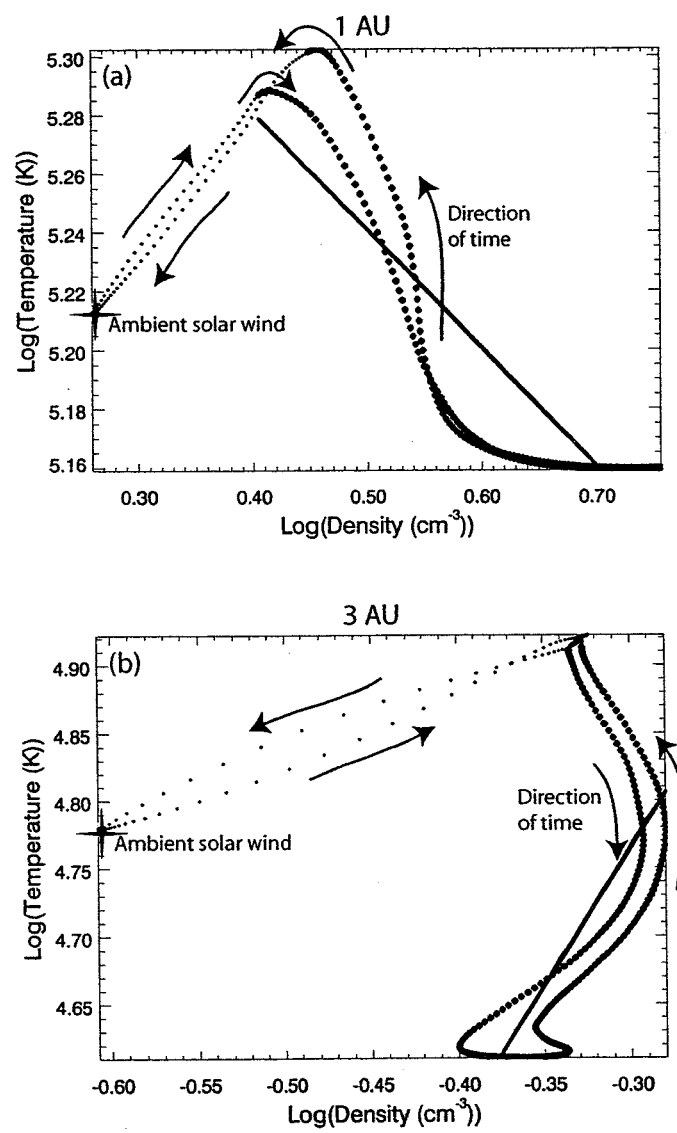 1 AU
(a)
5.30
5.28
5.26
5.24
5.22
5.20
5.18
5.16
Log(Temperature (K))
Direction
of time
Ambient solar wind
0.30 0.40 0.50 0.60 0.70
Log(Density (cm⁻³))
3 AU
(b)
4.90
4.85
4.80
4.75
4.70
4.65
Log(Temperature (K))
Direction
of time
Ambient solar wind
-0.60 -0.55 -0.50 -0.45 -0.40 -0.35 -0.30
Log(Density (cm⁻³))